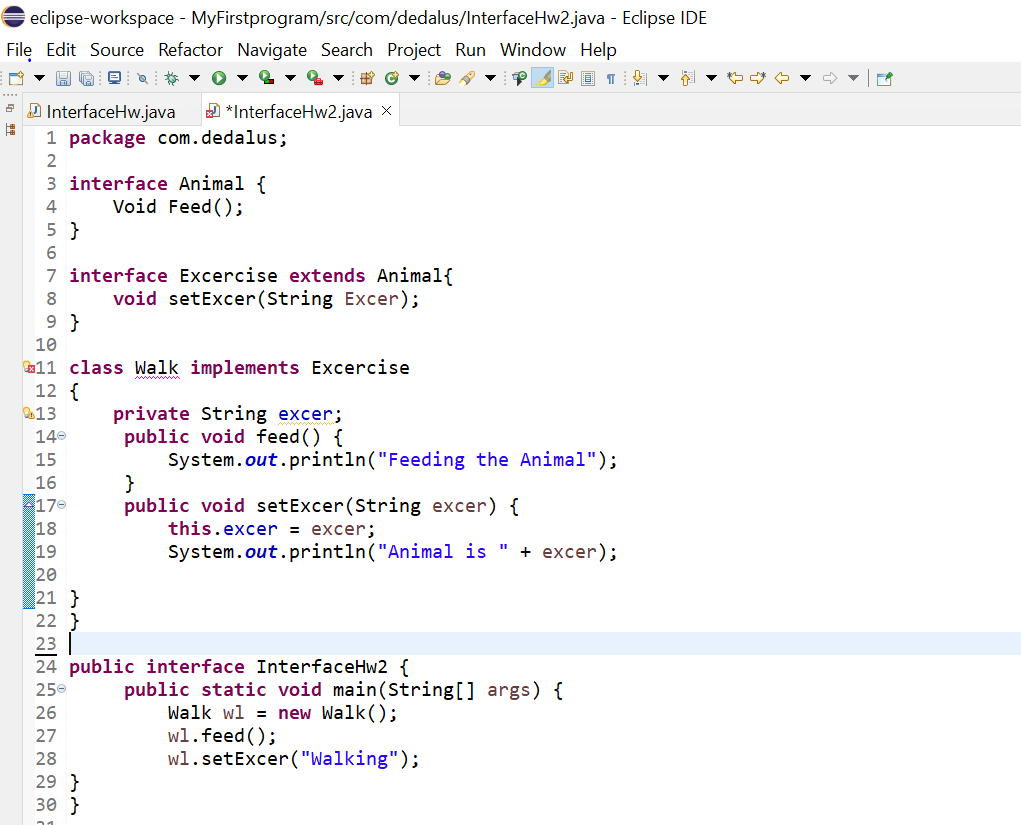 eclipse-workspace - MyFirstprogram/src/com/dedalus/InterfaceHw2.java - Eclipse IDE
File Edit Source Refactor Navigate Search Project Run Window Help
InterfaceHw.java *InterfaceHw2.java
1 package com.dedalus;
2
3 interface Animal {
4 Void Feed();
5 }
6
7 interface Excercise extends Animal{
8 void setExcer(String Excer);
9 }
10
11 class Walk implements Excercise
12 {
13 private String excer;
14 public void feed() {
15 System.out.println("Feeding the Animal");
16 }
17 public void setExcer(String excer) {
18 this.excer = excer;
19 System.out.println("Animal is " + excer);
20
21 }
22 }
23
24 public interface InterfaceHw2 {
25 public static void main(String[] args) {
26 Walk wl = new Walk();
27 wl.feed();
28 wl.setExcer("Walking");
29 }
30 }